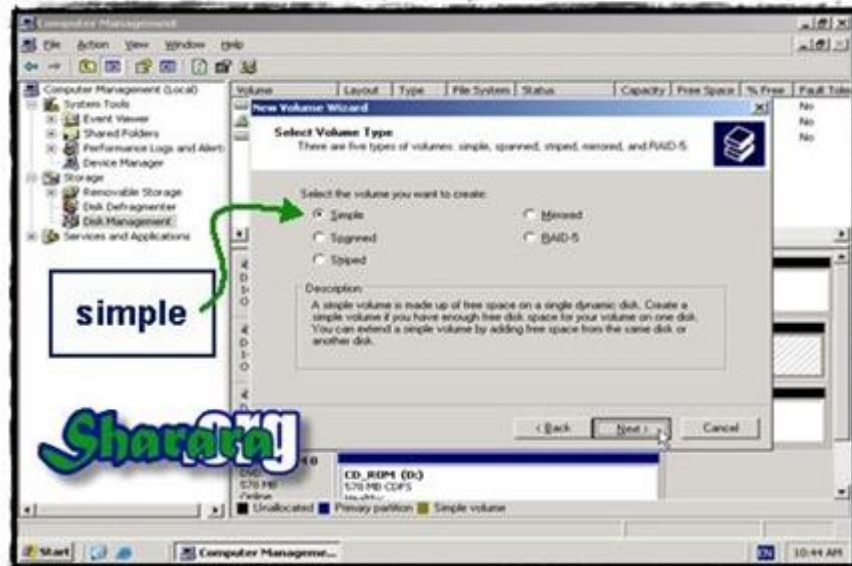 Computer Management
File Action View Window Help
Computer Management (Local)
System Tools
Event Viewer
Shared Folders
Performance Logs and Alert
Device Manager
Storage
Removable Storage
Disk Defragmenter
Disk Management
Services and Applications
Volume Layout Type File System Status Capacity Free Space % Free Fault Tole
No
No
No
New Volume Wizard
Select Volume Type
There are five types of volumes: simple, spanned, striped, mirrored, and RAID-5.
Select the volume you want to create:
Simple
Mirrored
Spanned
RAID-5
Striped
Description
A simple volume is made up of free space on a single dynamic disk. Create a
simple volume if you have enough free disk space for your volume on one disk.
You can extend a simple volume by adding free space from the same disk or
another disk.
< Back Next > Cancel
simple
Sharara.org
CD_ROM (D:)
578 MB
578 MB CDFS
Online
Unallocated Primary partition Simple volume
Start
Computer Manageme...
EN
10:44 AM